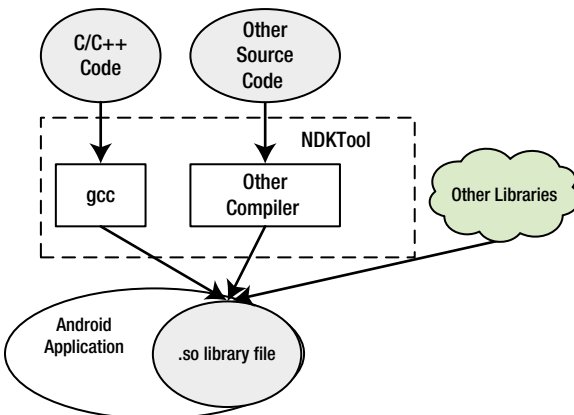 C/C++
Code
Other
Source
Code
NDKTool
gcc
Other
Compiler
Other Libraries
Android
Application
.so library file